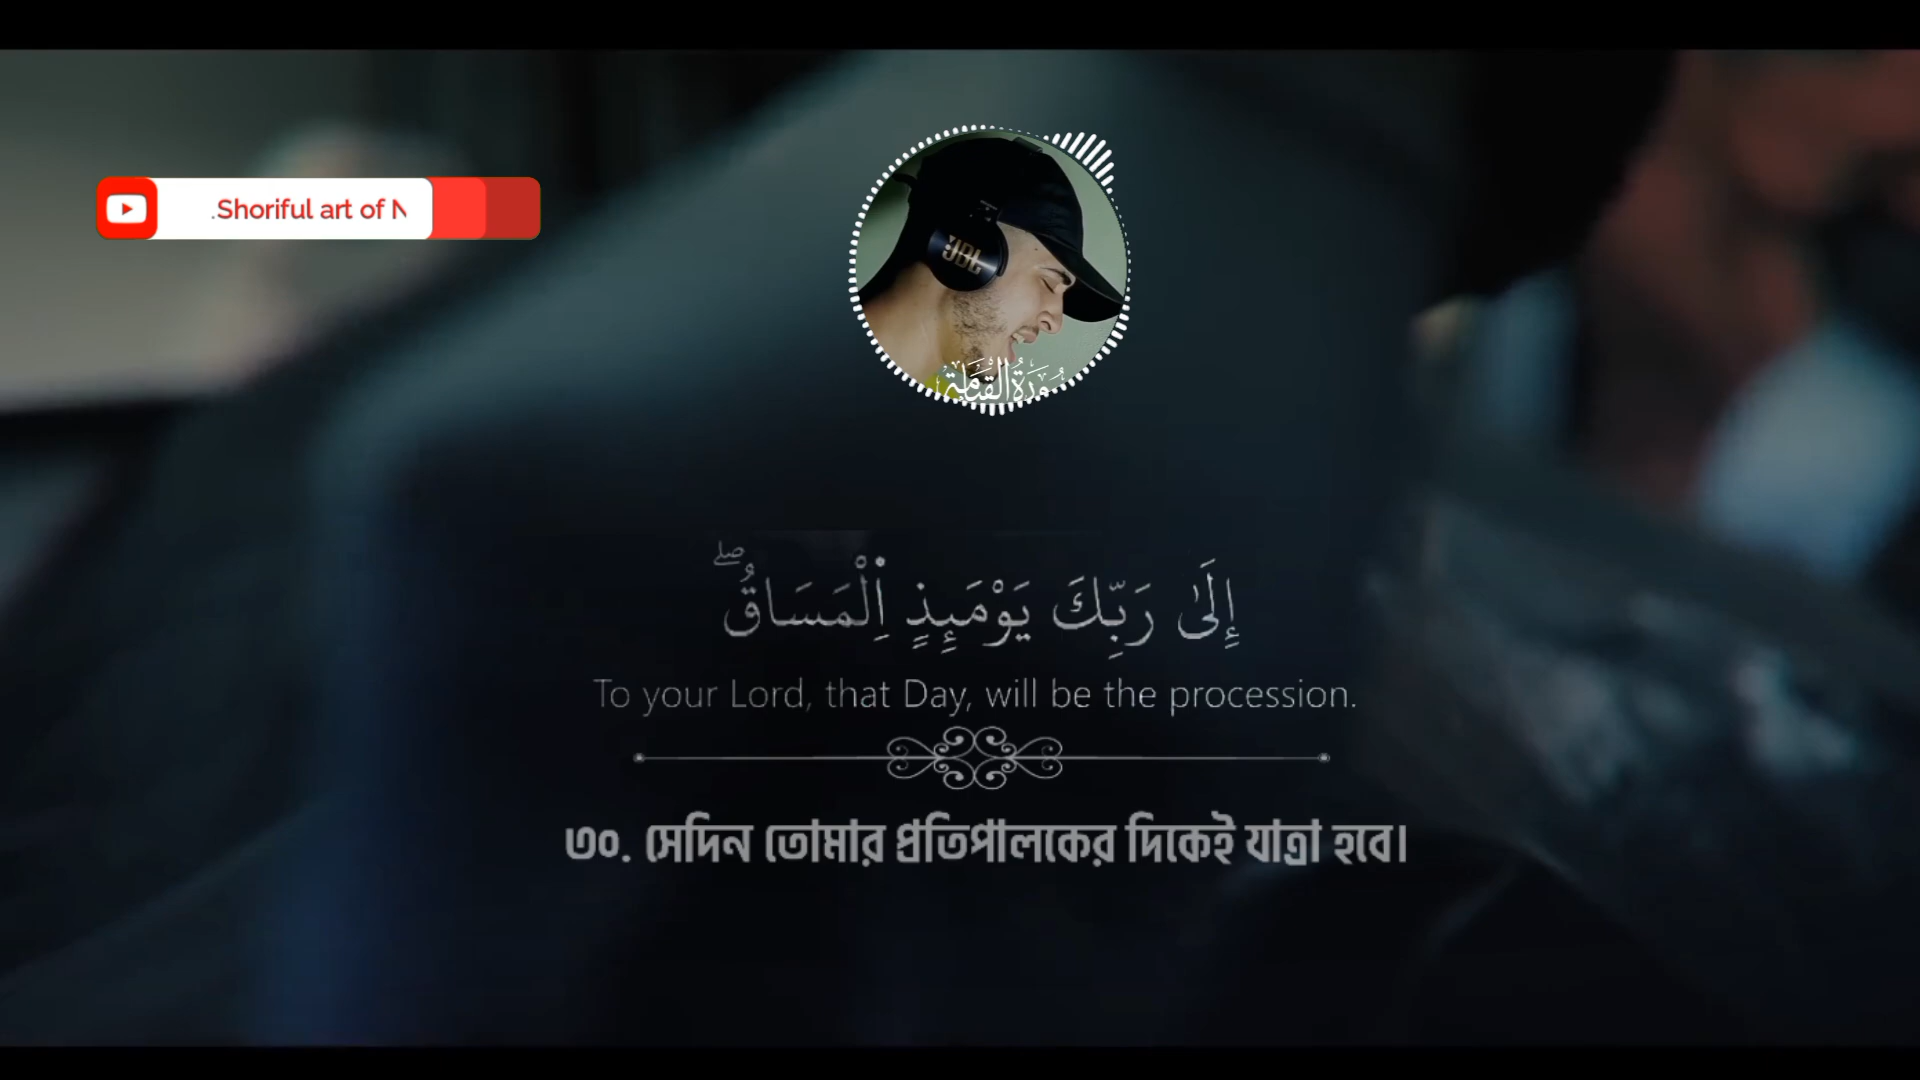 .Shoriful art of N
JBL
سُورَةُ القِيَامَة
إِلَىٰ رَبِّكَ يَوْمَئِذٍ ٱِلْمَسَاقُ ۖ
To your Lord, that Day, will be the procession.
৩০. সেদিন তোমার প্রতিপালকের দিকেই যাত্রা হবে।